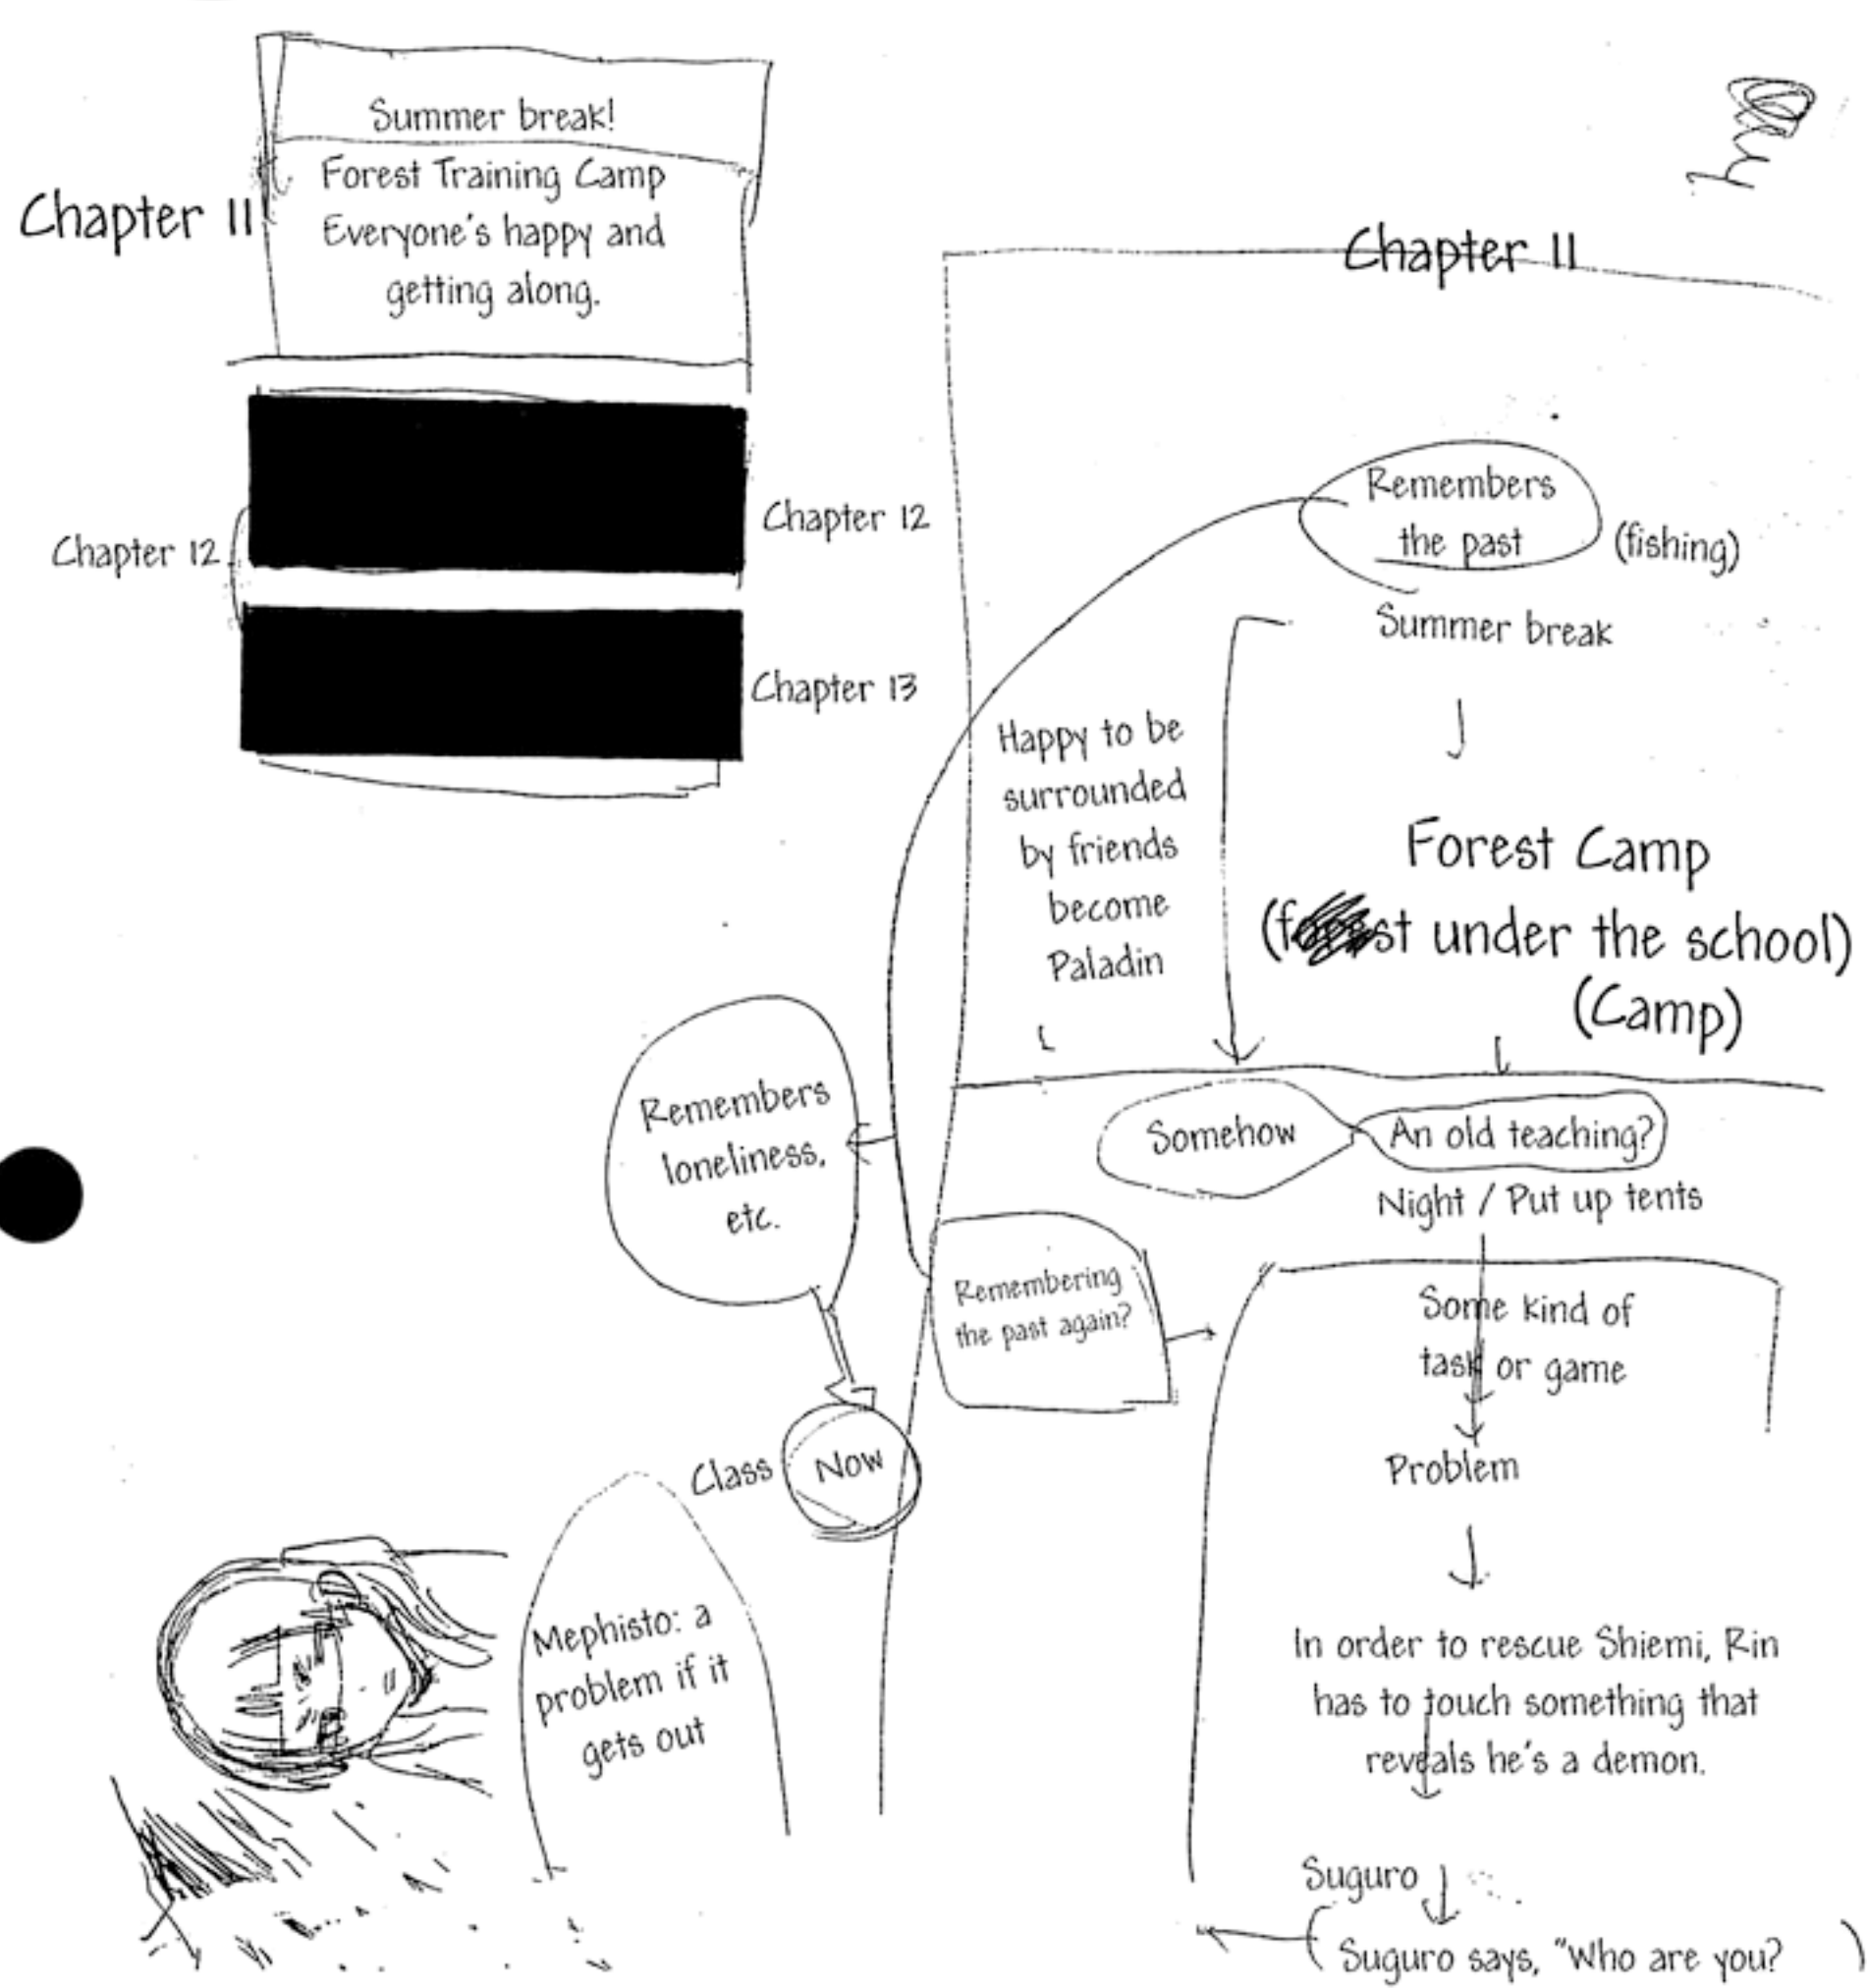 Summer break!
Forest Training Camp
Everyone's happy and
getting along.
Chapter 11
Chapter 12
Chapter 12
Chapter 13
Chapter 11
Remembers
the past
(fishing)
Summer break
Happy to be
surrounded
by friends
become
Paladin
Forest Camp
(forest under the school)
(Camp)
Remembers
loneliness,
etc.
Somehow
An old teaching?
Night / Put up tents
Remembering
the past again?
Some kind of
task or game
Class
Now
Problem
Mephisto: a
problem if it
gets out
In order to rescue Shiemi, Rin
has to touch something that
reveals he's a demon.
Suguro
(Suguro says, "Who are you? )